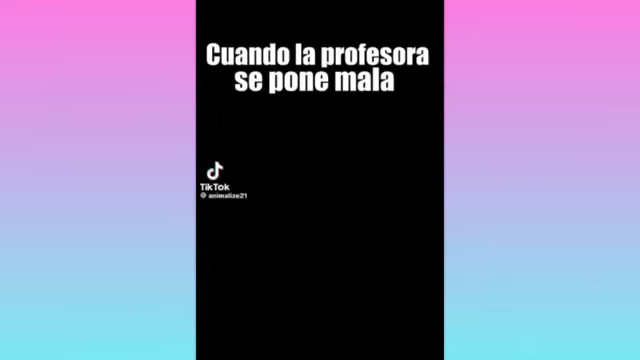 Cuando la profesora
se pone mala
TikTok
@ animalize21